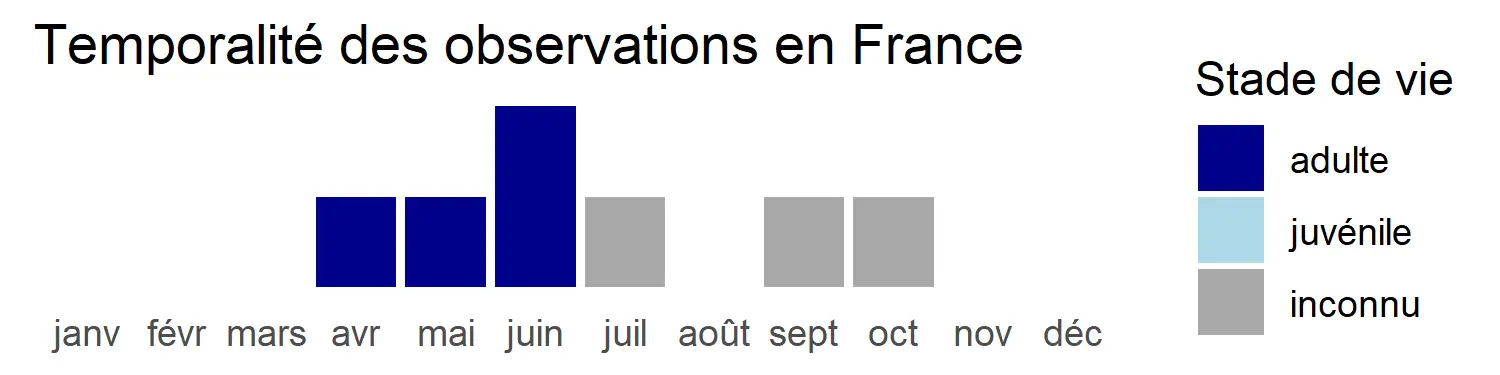 Temporalité des observations en France
Stade de vie
adulte
juvénile
inconnu
janv févr mars avr mai juin juil août sept oct nov déc